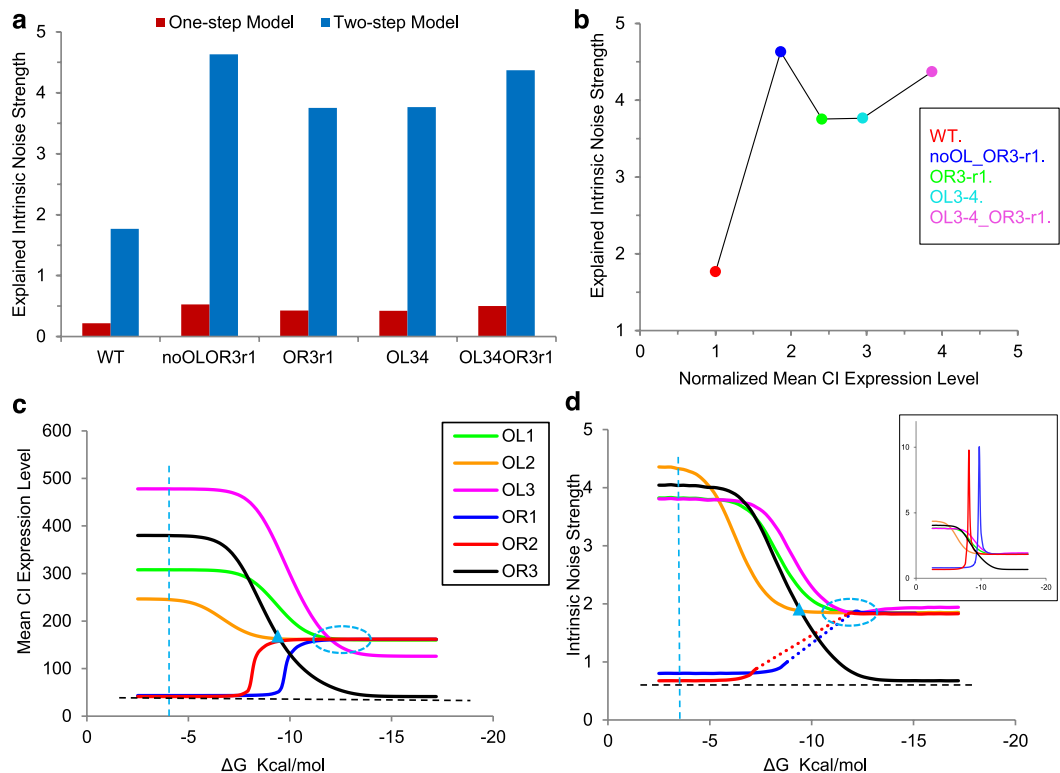 a
One-step Model
Two-step Model
Explained Intrinsic Noise Strength
5
4
3
2
1
0
WT
noOLOR3r1
OR3r1
OL34
OL34OR3r1
b
Explained Intrinsic Noise Strength
5
4
3
2
1
0
1
2
3
4
5
Normalized Mean CI Expression Level
WT.
noOL_OR3-r1.
OR3-r1.
OL3-4.
OL3-4_OR3-r1.
c
Mean CI Expression Level
600
500
400
300
200
100
0
0
-5
-10
-15
-20
ΔG Kcal/mol
OL1
OL2
OL3
OR1
OR2
OR3
d
Intrinsic Noise Strength
5
4
3
2
1
0
0
-5
-10
-15
-20
ΔG Kcal/mol
10
5
0
0
-10
-20